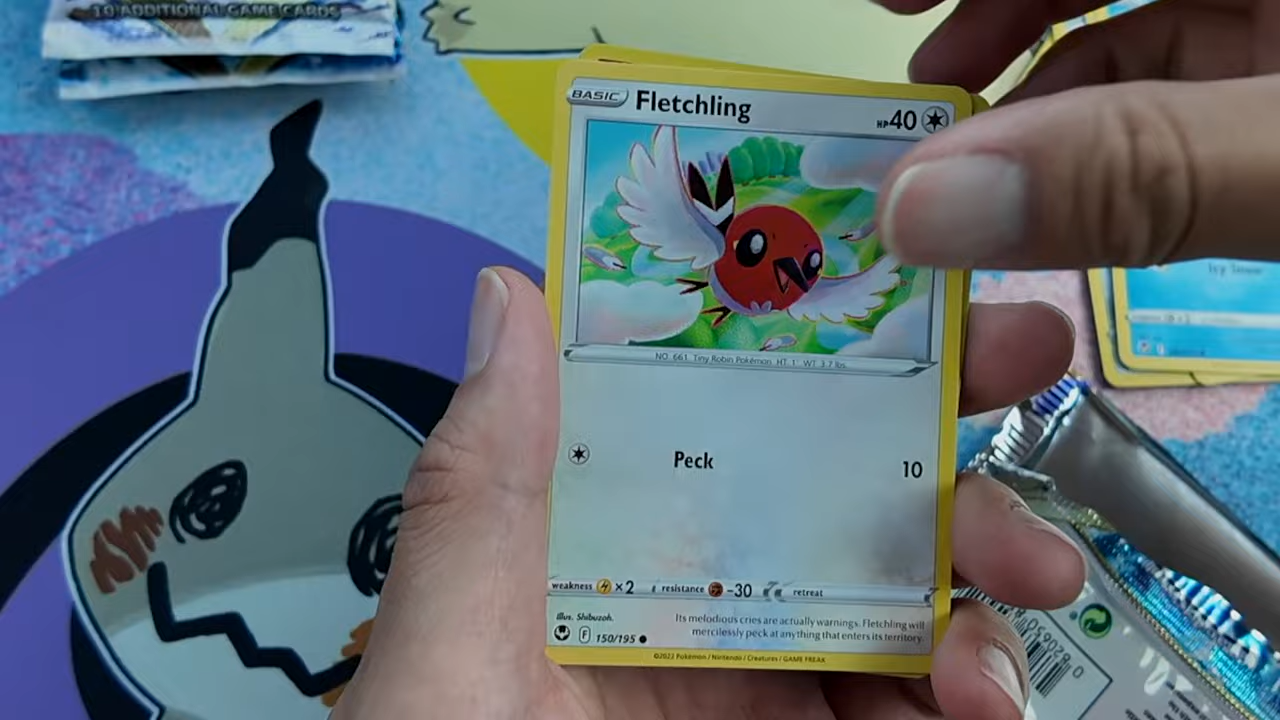 10 ADDITIONAL GAME CARDS
BASIC Fletchling HP40
NO. 661 Tiny Robin Pokémon HT 1' WT 3.7 lbs.
Peck 10
weakness ×2 resistance -30 retreat
Illus. Shibuzoh.
Its melodious cries are actually warnings. Fletchling will
mercilessly peck at anything that enters its territory.
F 150/195
©2022 Pokémon / Nintendo / Creatures / GAME FREAK